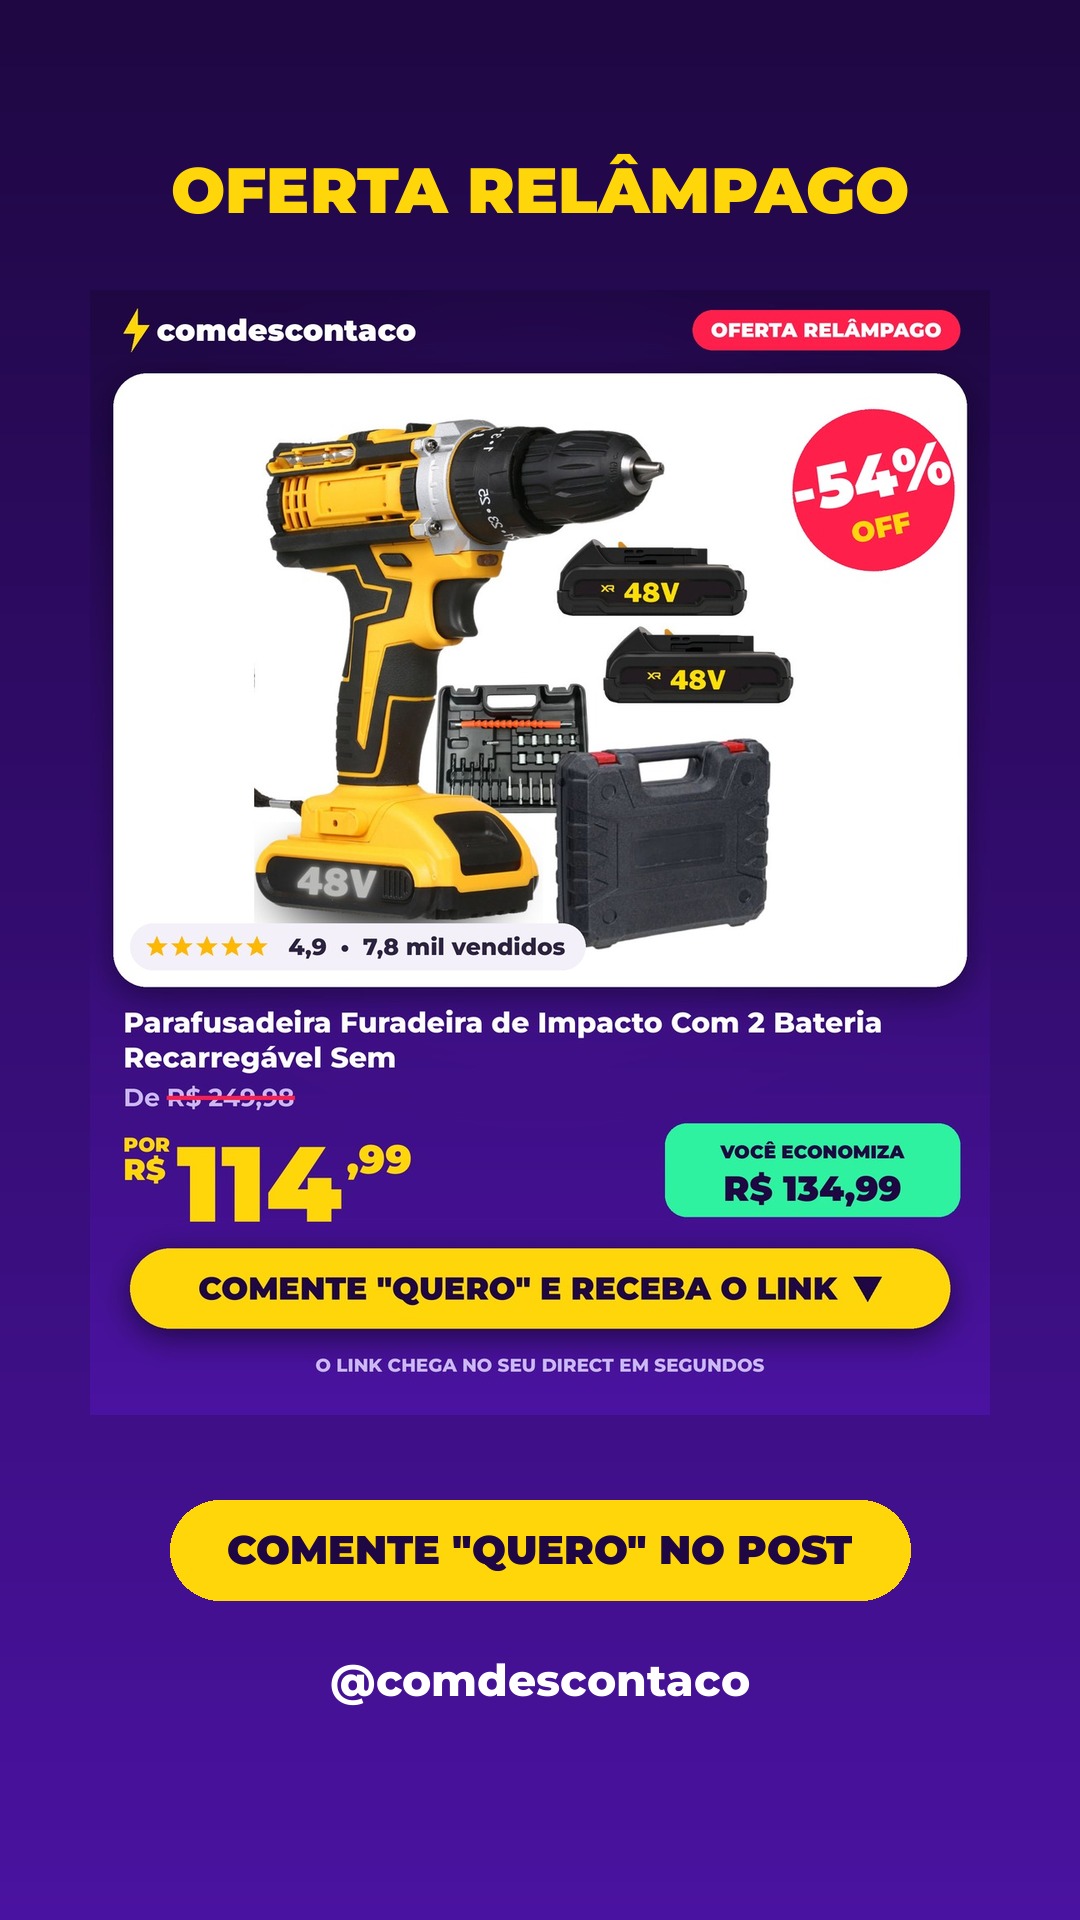 OFERTA RELÂMPAGO
comdescontaco
OFERTA RELÂMPAGO
-54%
OFF
XR 48V
XR 48V
48V
4,9 • 7,8 mil vendidos
Parafusadeira Furadeira de Impacto Com 2 Bateria
Recarregável Sem
De R$ 249,98
POR
R$ 114,99
VOCÊ ECONOMIZA
R$ 134,99
COMENTE "QUERO" E RECEBA O LINK ▼
O LINK CHEGA NO SEU DIRECT EM SEGUNDOS
COMENTE "QUERO" NO POST
@comdescontaco